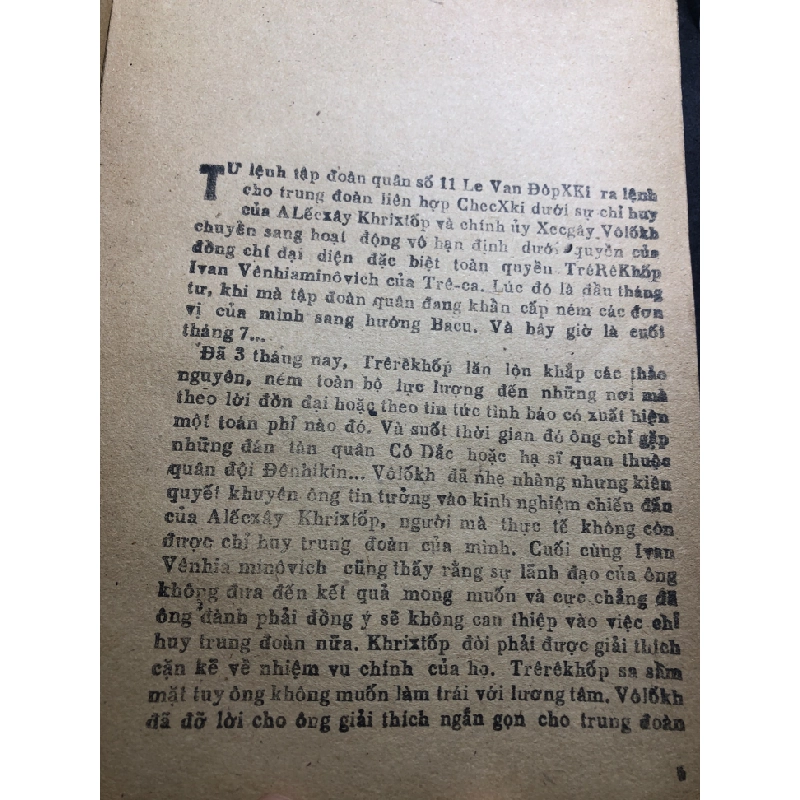 TƯ lệnh tập đoàn quân số 11 Le Van ĐôpXKi ra lệnh
cho trung đoàn liên hợp ChecXki dưới sự chỉ huy
của ALếcxây Khrixtốp và chính ủy Xecgây Vôlốkh
chuyển sang hoạt động vô hạn định dưới quyền của
đồng chí đại diện đặc biệt toàn quyền TrêRêKhốp
Ivan Vênhiaminôvich của Trê-ca. Lúc đó là đầu tháng
tư, khi mà tập đoàn quân đang khẩn cấp ném các đơn
vị của mình sang hướng Bacu. Và bây giờ là cuối
tháng 7...
Đã 3 tháng nay, Trêrêkhốp lăn lộn khắp các thảo
nguyên, ném toàn bộ lực lượng đến những nơi mà
theo lời đồn đại hoặc theo tin tức tình báo có xuất hiện
một toán phỉ nào đó. Và suốt thời gian đó ông chỉ gặp
những đán tàn quân Cô Dắc hoặc hạ sĩ quan thuộc
quân đội Đênhikin... Vôlốkh đã nhẹ nhàng nhưng kiên
quyết khuyên ông tin tưởng vào kinh nghiệm chiến đấu
của Alếcxây Khrixtốp, người mà thực tế không còn
được chỉ huy trung đoàn của mình. Cuối cùng Ivan
Vênhia minôvich cũng thấy rằng sự lãnh đạo của ông
không đưa đến kết quả mong muốn và cực chẳng đã
ông đành phải đồng ý sẽ không can thiệp vào việc chỉ
huy trung đoàn nữa. Khrixtốp đòi phải được giải thích
cặn kẽ về nhiệm vụ chính của họ. Trêrêkhốp sa sầm
mặt tuy ông không muốn làm trái với lương tâm. Vôlốkh
đã đỡ lời cho ông giải thích ngắn gọn cho trung đoàn
5